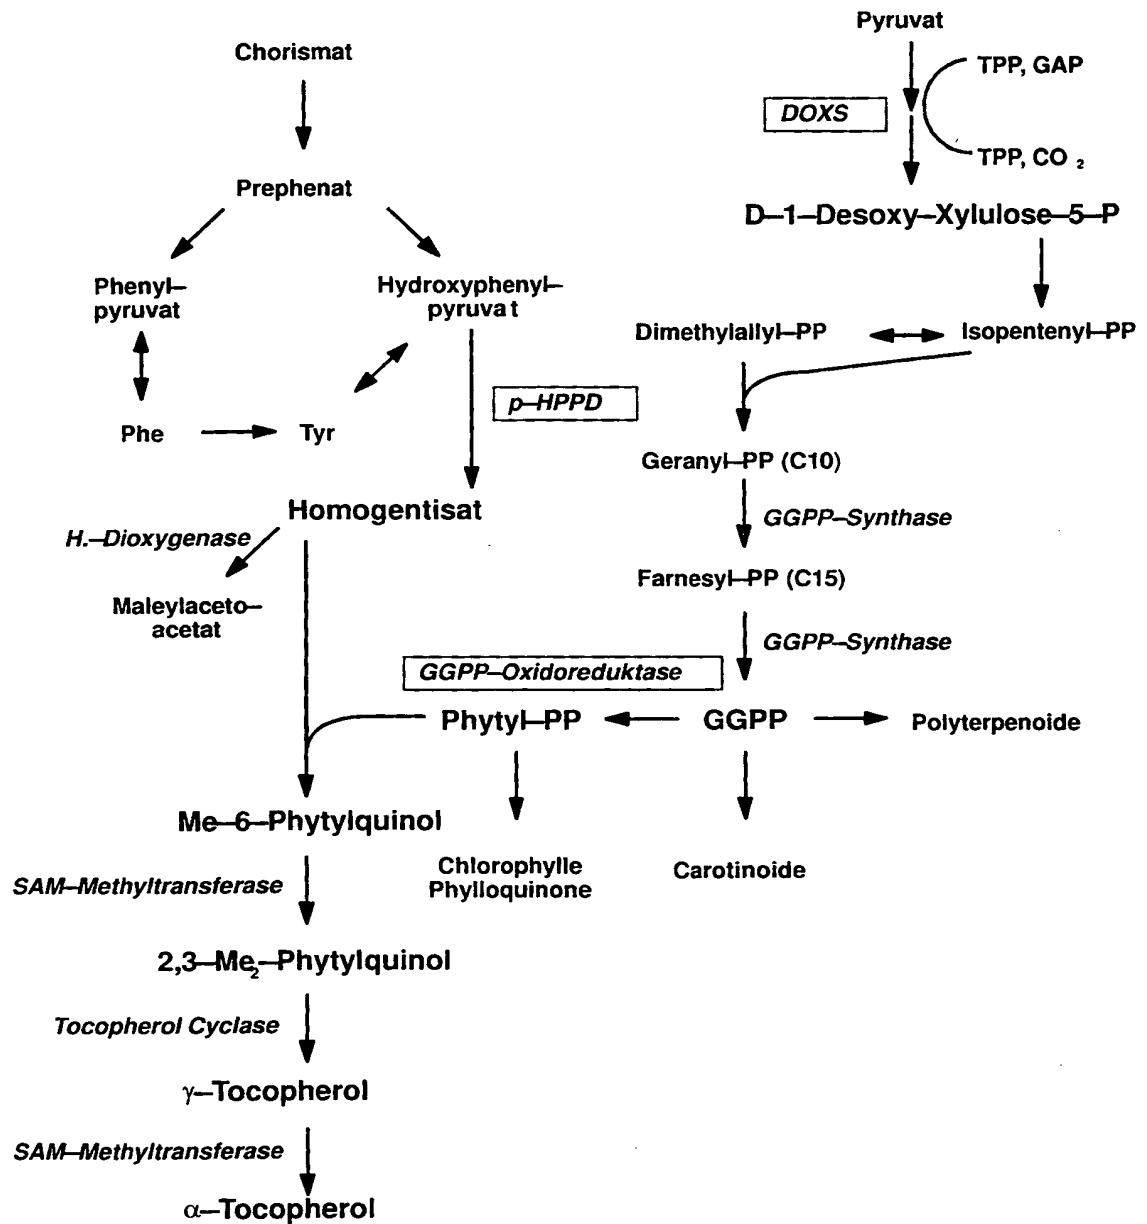 Chorismat
Prephenat
Phenyl–
pyruvat
Hydroxyphenyl–
pyruvat
Phe
Tyr
p–HPPD
Homogentisat
H.–Dioxygenase
Maleylaceto–
acetat
Pyruvat
TPP, GAP
DOXS
TPP, CO₂
D–1–Desoxy–Xylulose–5–P
Dimethylallyl–PP
Isopentenyl–PP
Geranyl–PP (C10)
GGPP–Synthase
Farnesyl–PP (C15)
GGPP–Synthase
GGPP–Oxidoreduktase
Phytyl–PP
GGPP
Polyterpenoide
Me–6–Phytylquinol
Chlorophylle
Phylloquinone
Carotinoide
SAM–Methyltransferase
2,3–Me₂–Phytylquinol
Tocopherol Cyclase
γ–Tocopherol
SAM–Methyltransferase
α–Tocopherol